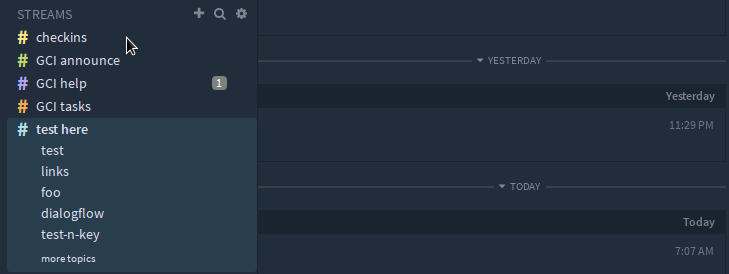 STREAMS
# checkins
# GCI announce
# GCI help 1
# GCI tasks
# test here
test
links
foo
dialogflow
test-n-key
more topics
YESTERDAY
Yesterday
11:29 PM
TODAY
Today
7:07 AM